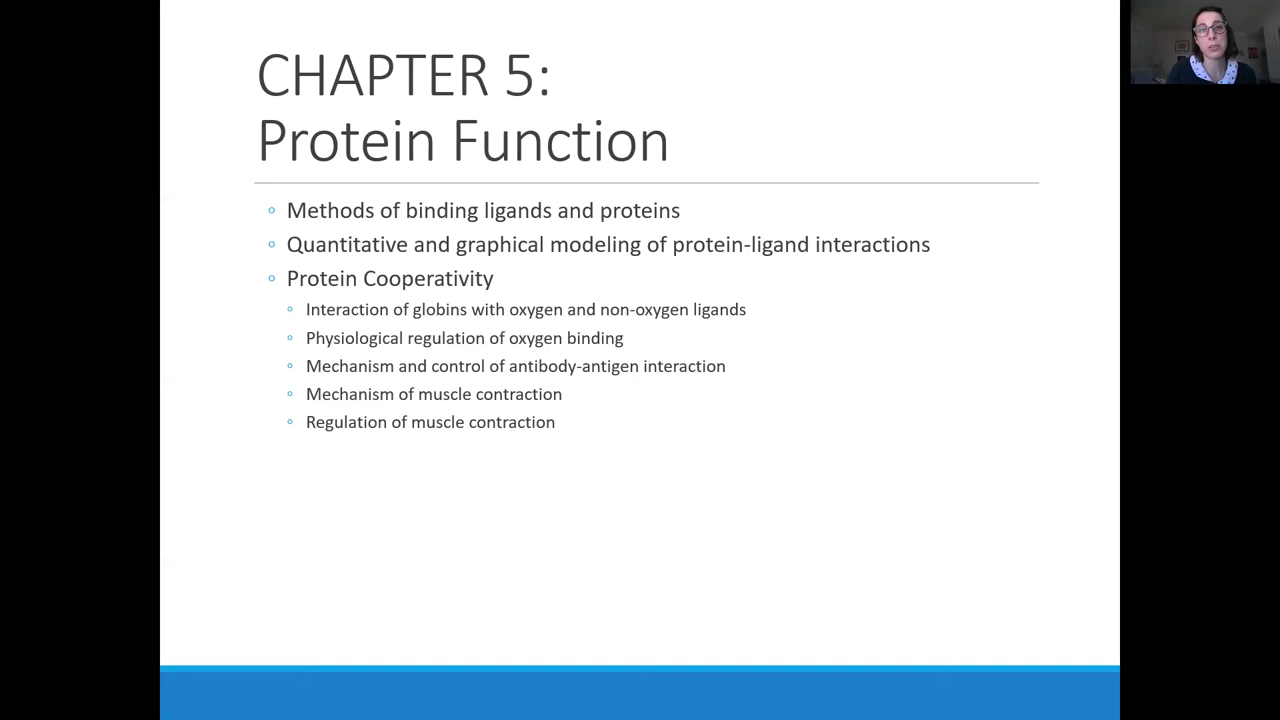 CHAPTER 5:
Protein Function
Methods of binding ligands and proteins
Quantitative and graphical modeling of protein-ligand interactions
Protein Cooperativity
Interaction of globins with oxygen and non-oxygen ligands
Physiological regulation of oxygen binding
Mechanism and control of antibody-antigen interaction
Mechanism of muscle contraction
Regulation of muscle contraction